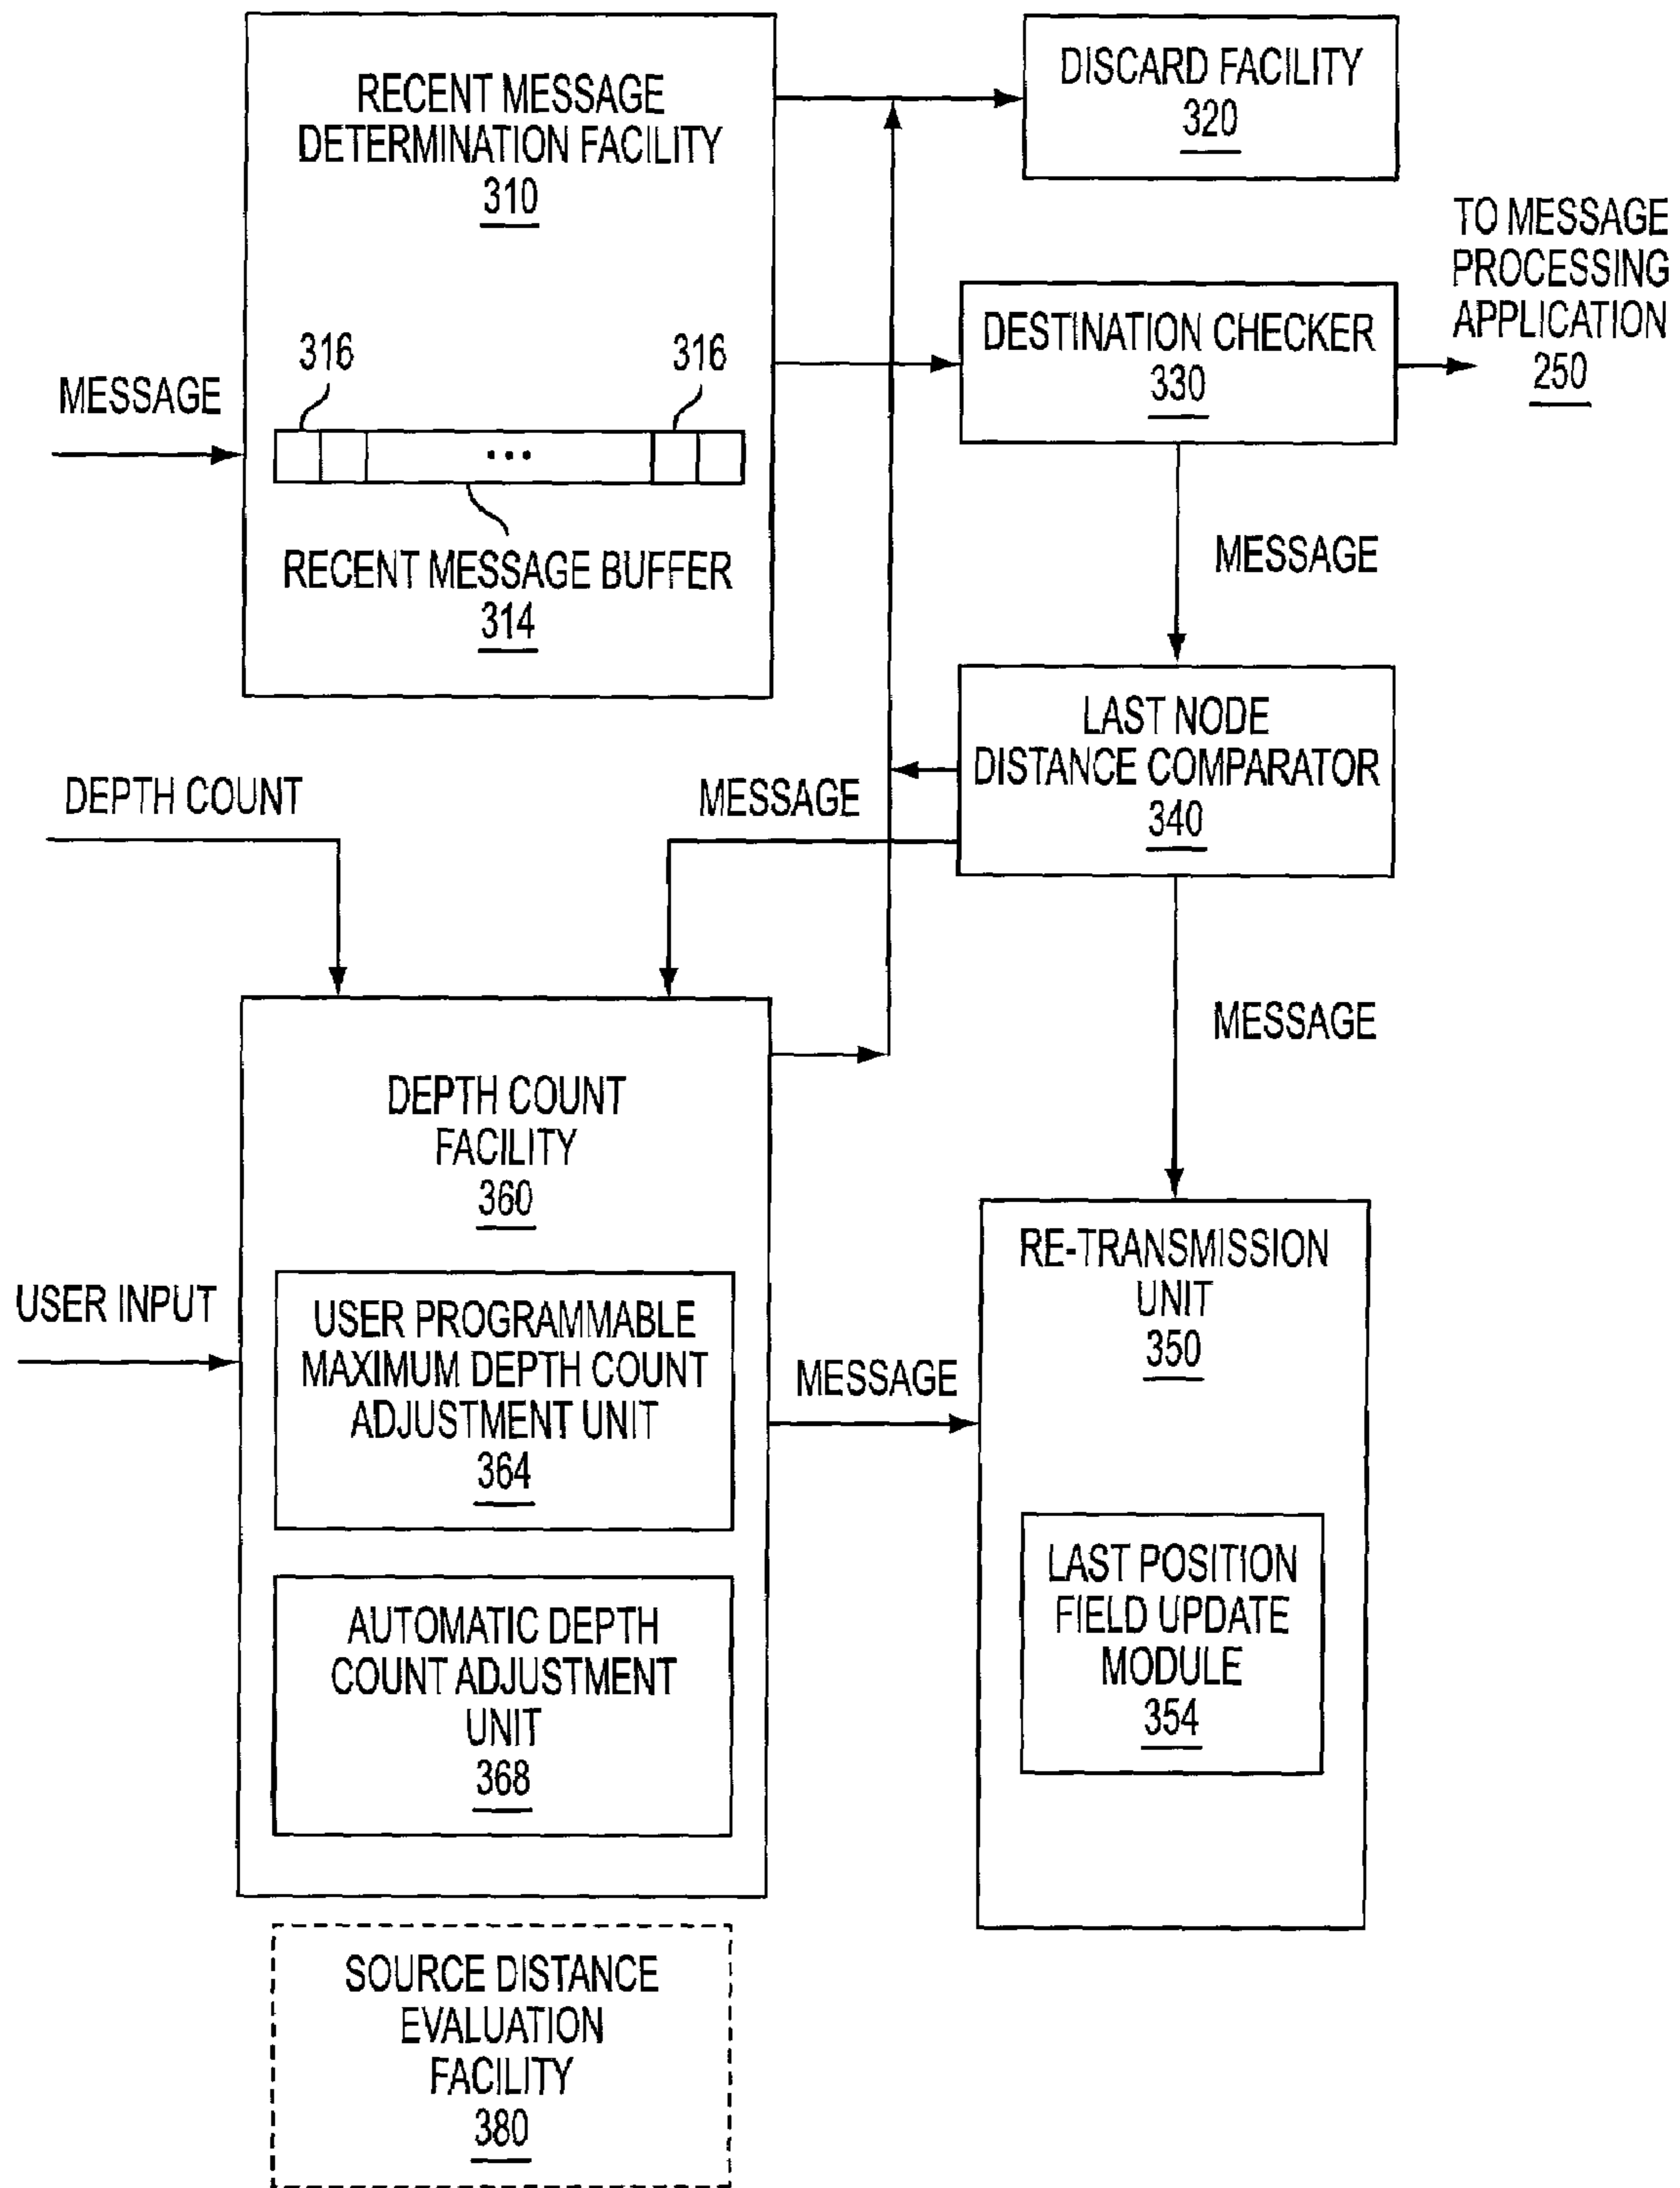 RECENT MESSAGE
DETERMINATION FACILITY
310
316
316
MESSAGE
...
RECENT MESSAGE BUFFER
314
DISCARD FACILITY
320
DESTINATION CHECKER
330
TO MESSAGE
PROCESSING
APPLICATION
250
MESSAGE
LAST NODE
DISTANCE COMPARATOR
340
DEPTH COUNT
MESSAGE
MESSAGE
DEPTH COUNT
FACILITY
360
USER INPUT
USER PROGRAMMABLE
MAXIMUM DEPTH COUNT
ADJUSTMENT UNIT
364
MESSAGE
AUTOMATIC DEPTH
COUNT ADJUSTMENT
UNIT
368
RE-TRANSMISSION
UNIT
350
LAST POSITION
FIELD UPDATE
MODULE
354
SOURCE DISTANCE
EVALUATION
FACILITY
380